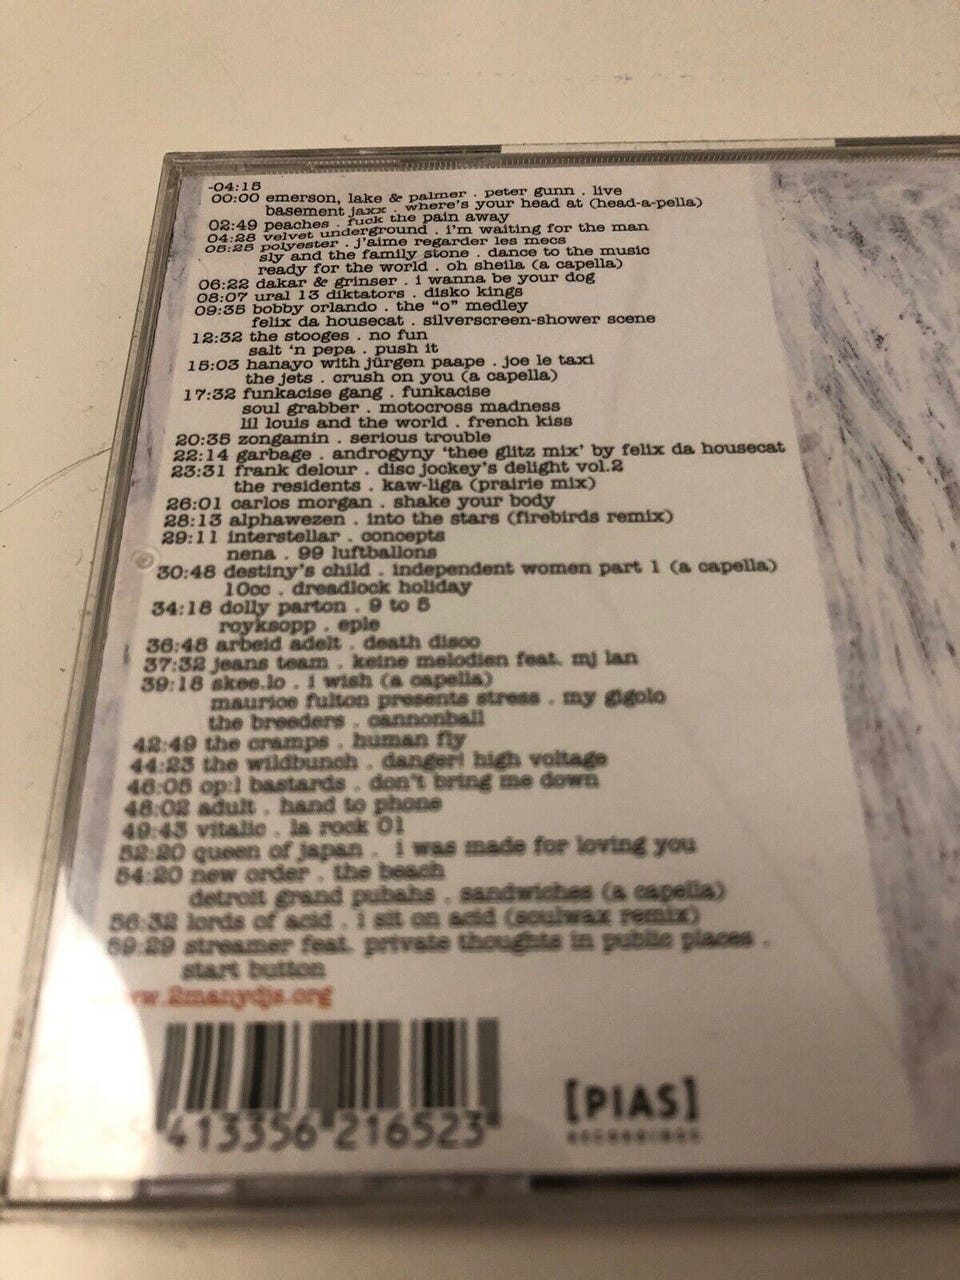 -04:15
00:00 emerson, lake & palmer . peter gunn . live
basement jaxx . where's your head at (head-a-pella)
02:49 peaches . fuck the pain away
04:28 velvet underground . i'm waiting for the man
05:25 polyester . j'aime regarder les mecs
sly and the family stone . dance to the music
ready for the world . oh sheila (a capella)
06:22 dakar & grinser . i wanna be your dog
08:07 ural 13 diktators . disko kings
09:35 bobby orlando . the "o" medley
felix da housecat . silverscreen-shower scene
12:32 the stooges . no fun
salt 'n pepa . push it
15:03 hanayo with jürgen paape . joe le taxi
the jets . crush on you (a capella)
17:32 funkacise gang . funkacise
soul grabber . motocross madness
lil louis and the world . french kiss
20:35 zongamin . serious trouble
22:14 garbage . androgyny 'thee glitz mix' by felix da housecat
23:31 frank delour . disc jockey's delight vol.2
the residents . kaw-liga (prairie mix)
26:01 carlos morgan . shake your body
28:13 alphawezen . into the stars (firebirds remix)
29:11 interstellar . concepts
nena . 99 luftballons
30:48 destiny's child . independent women part 1 (a capella)
10cc . dreadlock holiday
34:18 dolly parton . 9 to 5
royksopp . eple
36:48 arbeid adelt . death disco
37:32 jeans team . keine melodien feat. mj lan
39:18 skee.lo . i wish (a capella)
maurice fulton presents stress . my gigolo
the breeders . cannonball
42:49 the cramps . human fly
44:23 the wildbunch . danger! high voltage
46:05 op:l bastards . don't bring me down
48:02 adult . hand to phone
49:43 vitalic . la rock 01
52:20 queen of japan . i was made for loving you
54:20 new order . the beach
detroit grand pubahs . sandwiches (a capella)
56:32 lords of acid . i sit on acid (soulwax remix)
59:29 streamer feat. private thoughts in public places .
start button
www.2manydjs.org
5 413356 216523
[PIAS]
RECORDINGS